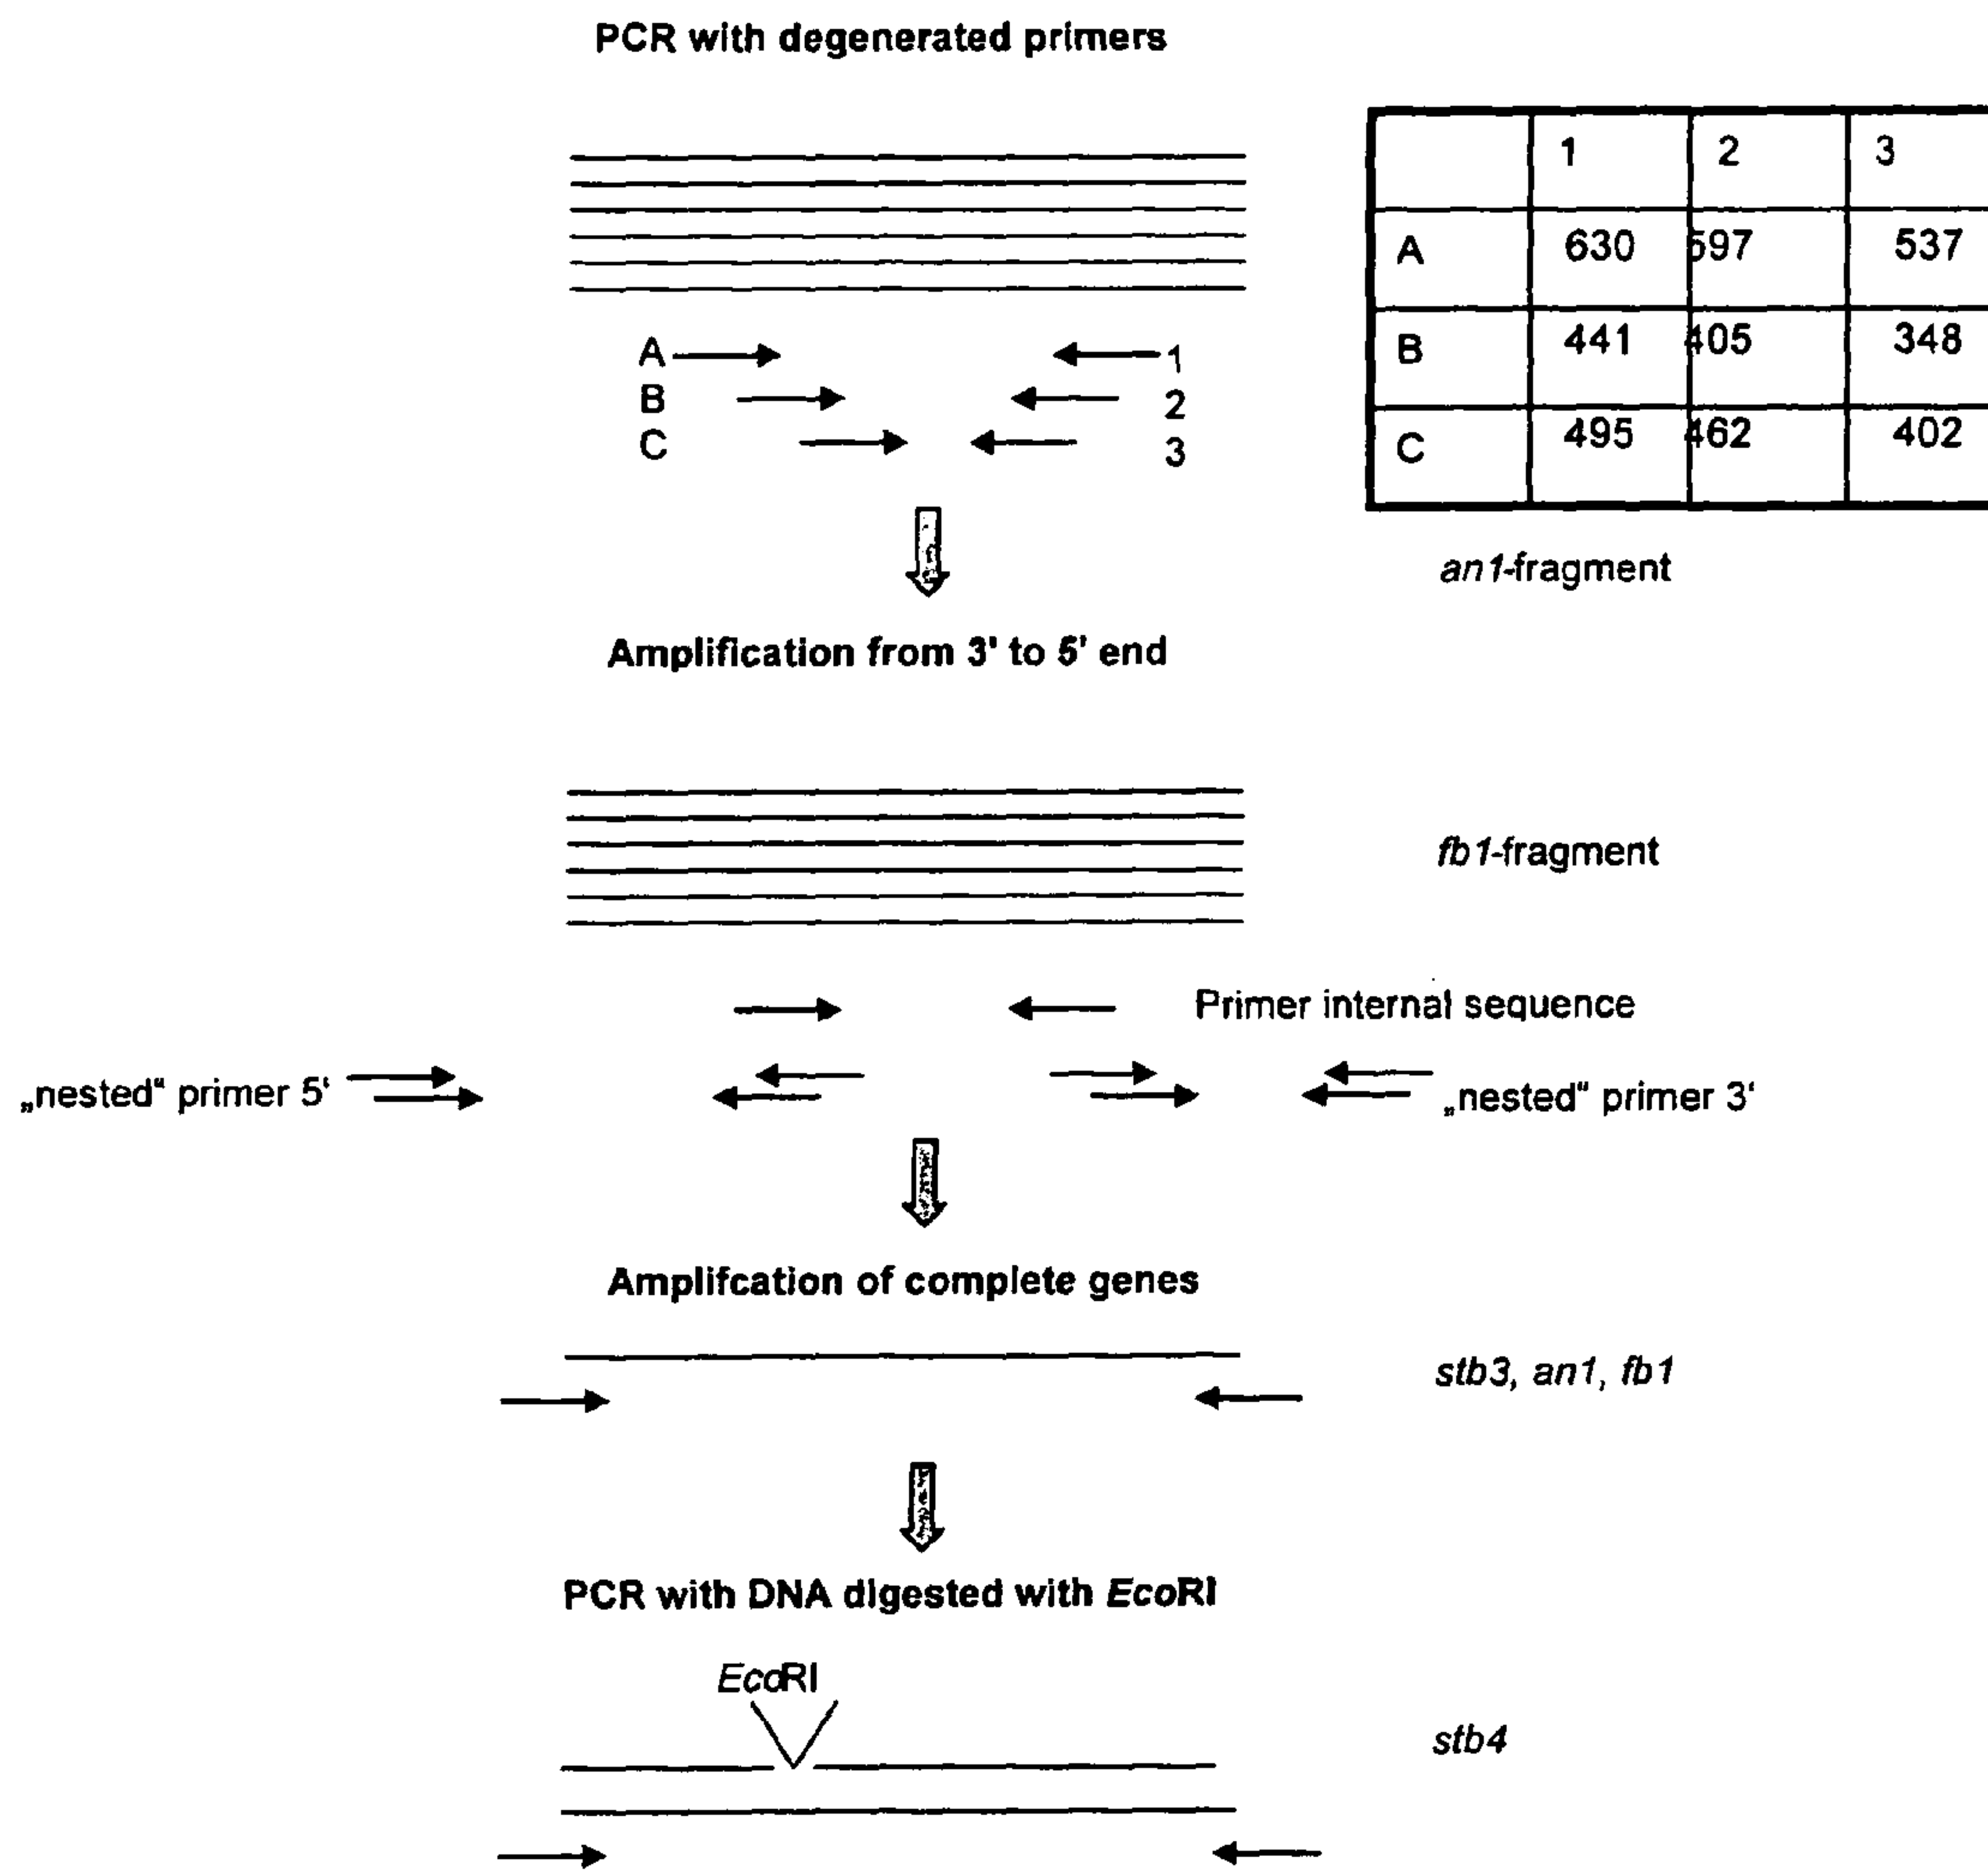 PCR with degenerated primers
1 2 3
A 630 597 537
B 441 405 348
C 495 462 402
A 1
B 2
C 3
an1-fragment
Amplification from 3' to 5' end
fb1-fragment
Primer internal sequence
„nested“ primer 5‘
„nested“ primer 3‘
Amplifcation of complete genes
stb3, an1, fb1
PCR with DNA digested with EcoRI
EcoRI
stb4